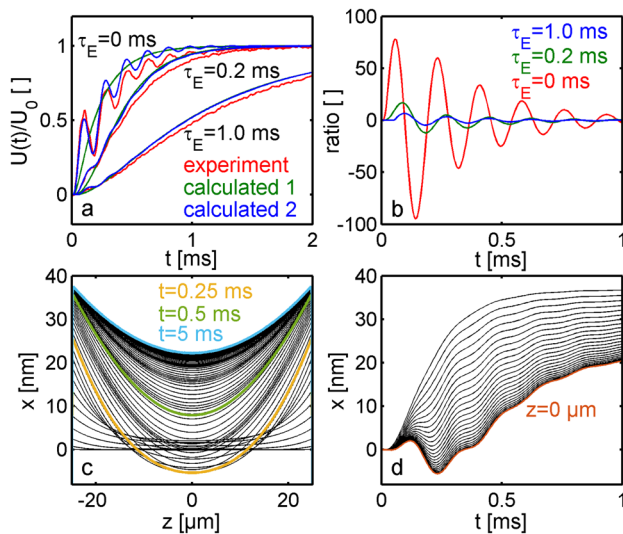 1
0.5
0
U(t)/U₀ [ ]
τE=0 ms
τE=0.2 ms
τE=1.0 ms
experiment
calculated 1
calculated 2
a
0 1 2
t [ms]
100
50
0
-50
-100
ratio [ ]
τE=1.0 ms
τE=0.2 ms
τE=0 ms
b
0 0.5 1
t [ms]
40
30
20
10
0
x [nm]
t=0.25 ms
t=0.5 ms
t=5 ms
c
-20 0 20
z [µm]
40
30
20
10
0
x [nm]
z=0 µm
d
0 0.5 1
t [ms]